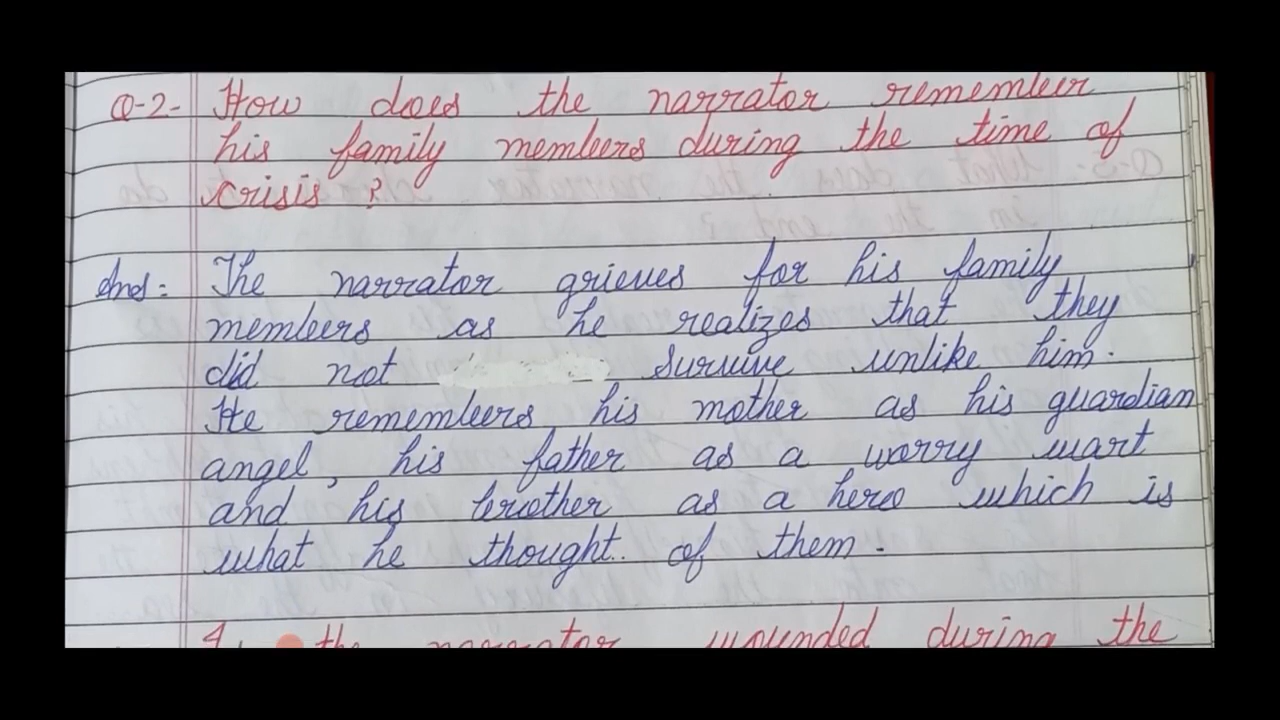 Q-2- How does the narrator remember
his family members during the time of
crisis ?
Ans: The narrator grieves for his family
members as he realizes that they
did not survive unlike him.
He remembers his mother as his guardian
angel, his father as a worry wart
and his brother as a hero which is
what he thought of them.
the narrator wounded during the